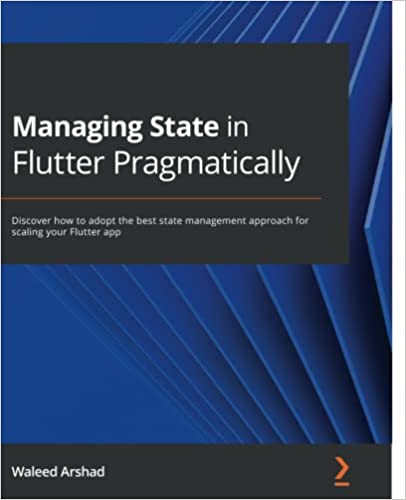 Managing State in
Flutter Pragmatically
Discover how to adopt the best state management approach for
scaling your Flutter app
Waleed Arshad